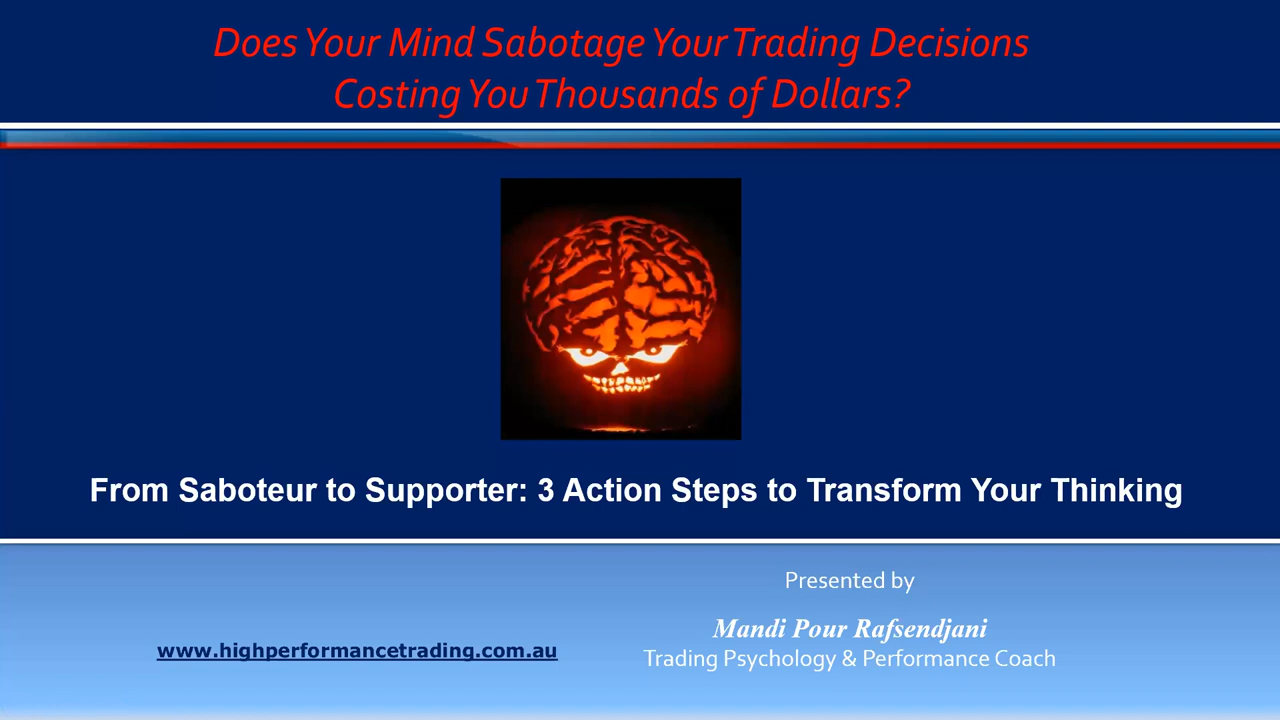 Does Your Mind Sabotage Your Trading Decisions
Costing You Thousands of Dollars?
From Saboteur to Supporter: 3 Action Steps to Transform Your Thinking
Presented by
Mandi Pour Rafsendjani
www.highperformancetrading.com.au
Trading Psychology & Performance Coach